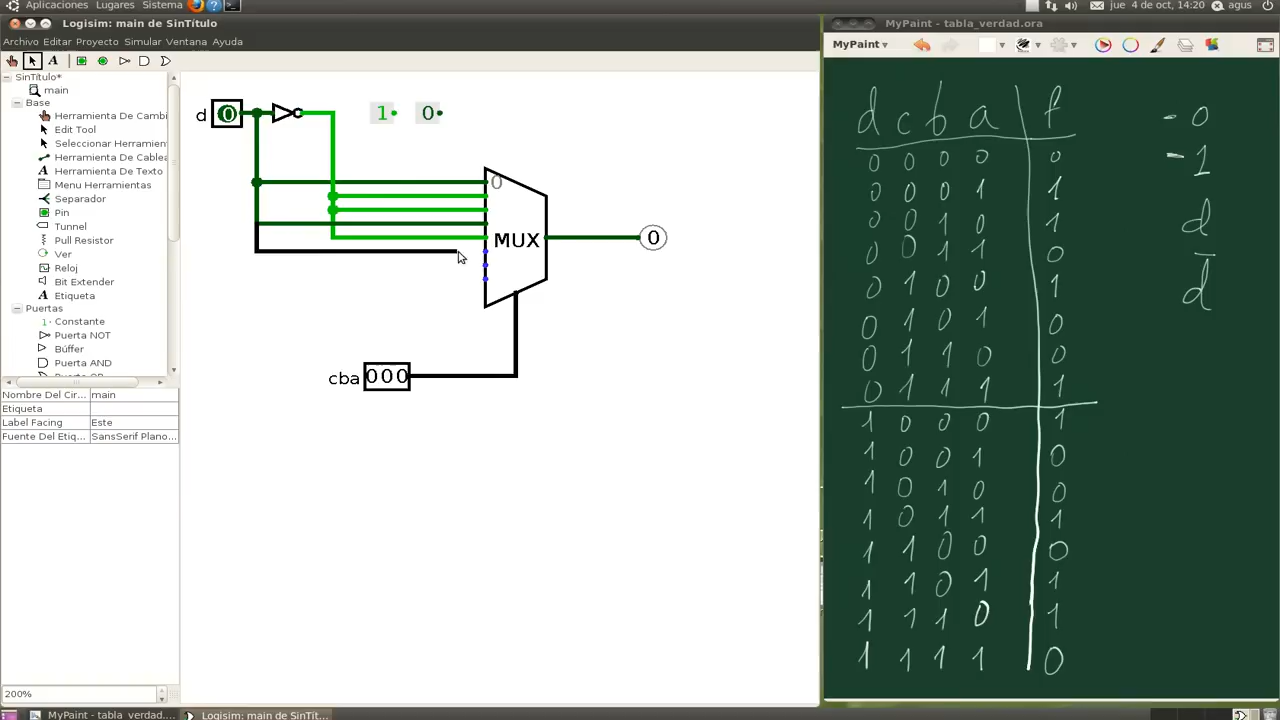 Aplicaciones Lugares Sistema
jue 4 de oct, 14:20 agus
Logisim: main de SinTítulo
Archivo Editar Proyecto Simular Ventana Ayuda
A
SinTítulo*
main
Base
Herramienta De Cambi
Edit Tool
Seleccionar Herramien
Herramienta De Cablea
Herramienta De Texto
Menu Herramientas
Separador
Pin
Tunnel
Pull Resistor
Ver
Reloj
Bit Extender
A Etiqueta
Puertas
1 Constante
Puerta NOT
Búffer
Puerta AND
Nombre Del Cir... main
Etiqueta
Label Facing Este
Fuente Del Etiq... SansSerif Plano...
200%
d 0
1 0
0
MUX
0
cba 000
MyPaint - tabla_verdad.ora
MyPaint
d c b a f
0 0 0 0 0
0 0 0 1 1
0 0 1 0 1
0 0 1 1 0
0 1 0 0 1
0 1 0 1 0
0 1 1 0 0
0 1 1 1 1
1 0 0 0 1
1 0 0 1 0
1 0 1 0 0
1 0 1 1 1
1 1 0 0 0
1 1 0 1 1
1 1 1 0 1
1 1 1 1 0
- 0
- 1
d
d̅
MyPaint - tabla_verdad....
Logisim: main de SinTít...